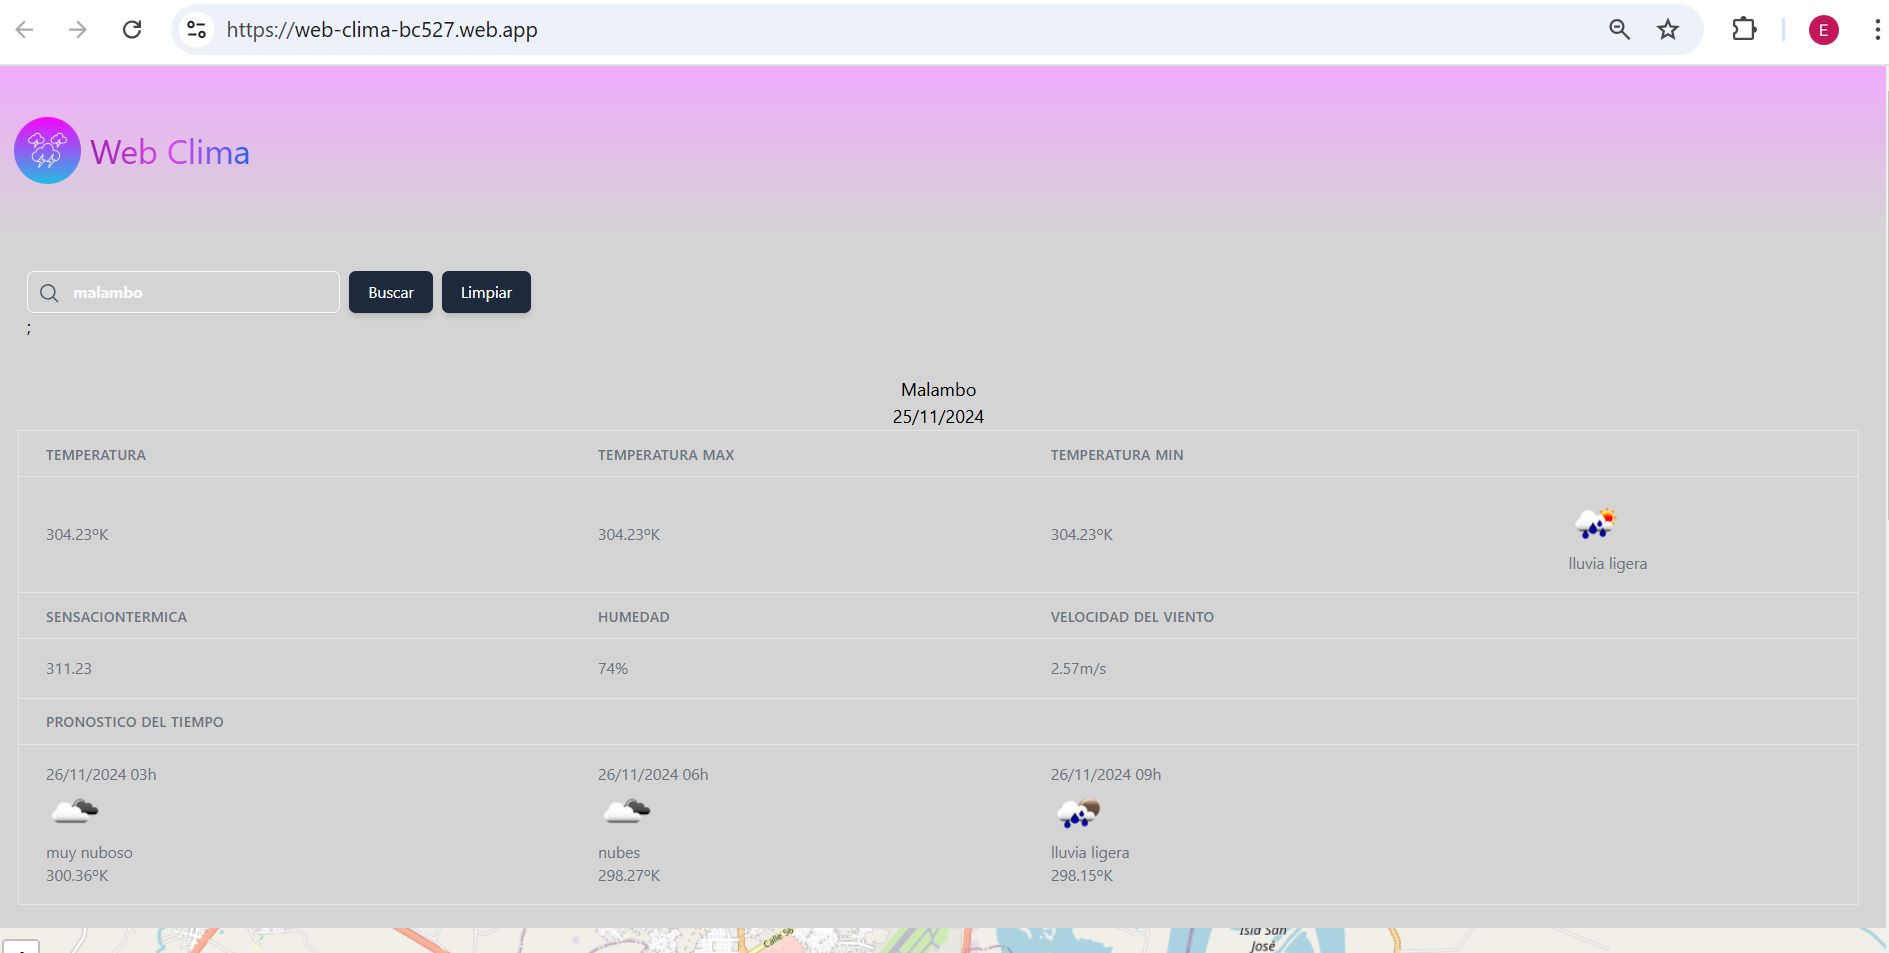 https://web-clima-bc527.web.app
E
Web Clima
malambo
Buscar
Limpiar
;
Malambo
25/11/2024
TEMPERATURA TEMPERATURA MAX TEMPERATURA MIN
304.23ºK 304.23ºK 304.23ºK
lluvia ligera
SENSACIONTERMICA HUMEDAD VELOCIDAD DEL VIENTO
311.23 74% 2.57m/s
PRONOSTICO DEL TIEMPO
26/11/2024 03h 26/11/2024 06h 26/11/2024 09h
muy nuboso nubes lluvia ligera
300.36ºK 298.27ºK 298.15ºK
Calle 56
Isla San
José